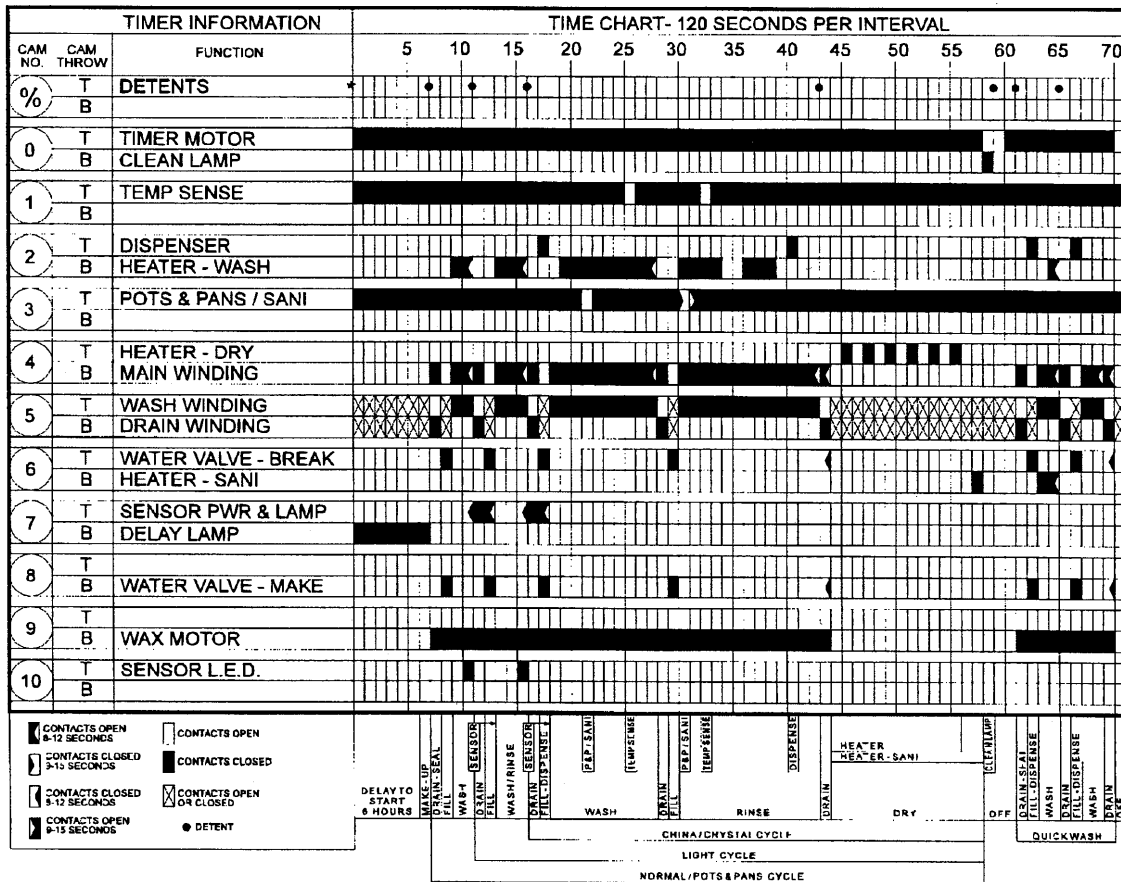 TIMER INFORMATION
TIME CHART- 120 SECONDS PER INTERVAL
CAM NO.
CAM THROW
FUNCTION
5 10 15 20 25 30 35 40 45 50 55 60 65 70
% T DETENTS
B
0 T TIMER MOTOR
B CLEAN LAMP
1 T TEMP SENSE
B
2 T DISPENSER
B HEATER - WASH
3 T POTS & PANS / SANI
B
4 T HEATER - DRY
B MAIN WINDING
5 T WASH WINDING
B DRAIN WINDING
6 T WATER VALVE - BREAK
B HEATER - SANI
7 T SENSOR PWR & LAMP
B DELAY LAMP
8 T
B WATER VALVE - MAKE
9 T
B WAX MOTOR
10 T SENSOR L.E.D.
B
CONTACTS OPEN 8-12 SECONDS
CONTACTS OPEN
CONTACTS CLOSED 9-15 SECONDS
CONTACTS CLOSED
CONTACTS CLOSED SECONDS
CONTACTS OPEN OR CLOSED
CONTACTS OPEN 9-15 SECONDS
DETENT
DELAY TO START 6 HOURS
MAKE-UP
DRAIN-SEAL
FILL
WASH
SENSOR
DRAIN
FILL
WASH/RINSE
SENSOR
DRAIN
FILL-DISPENSE
P&P/SANI
TEMPSENSE
WASH
DRAIN
FILL
P&P/SANI
TEMPSENSE
RINSE
DISPENSE
DRAIN
HEATER
HEATER-SANI
DRY
CLEANLAMP
OFF
DRAIN-SEAL
FILL-DISPENSE
WASH
DRAIN
FILL-DISPENSE
WASH
DRAIN
OFF
CHINA/CRYSTAL CYCLE
QUICKWASH
LIGHT CYCLE
NORMAL/POTS&PANS CYCLE